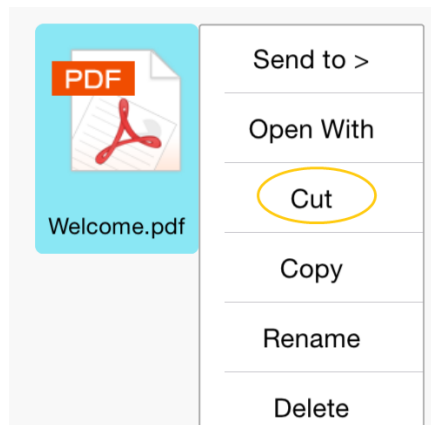 PDF
Welcome.pdf
Send to >
Open With
Cut
Copy
Rename
Delete